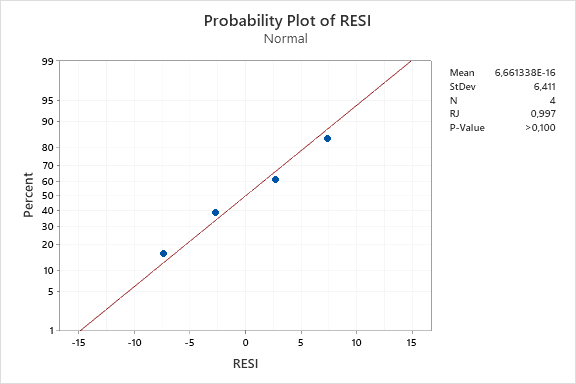 Probability Plot of RESI
Normal
99
95
90
80
70
60
50
40
30
20
10
5
1
Percent
-15 -10 -5 0 5 10 15
RESI
Mean 6,661338E-16
StDev 6,411
N 4
RJ 0,997
P-Value >0,100